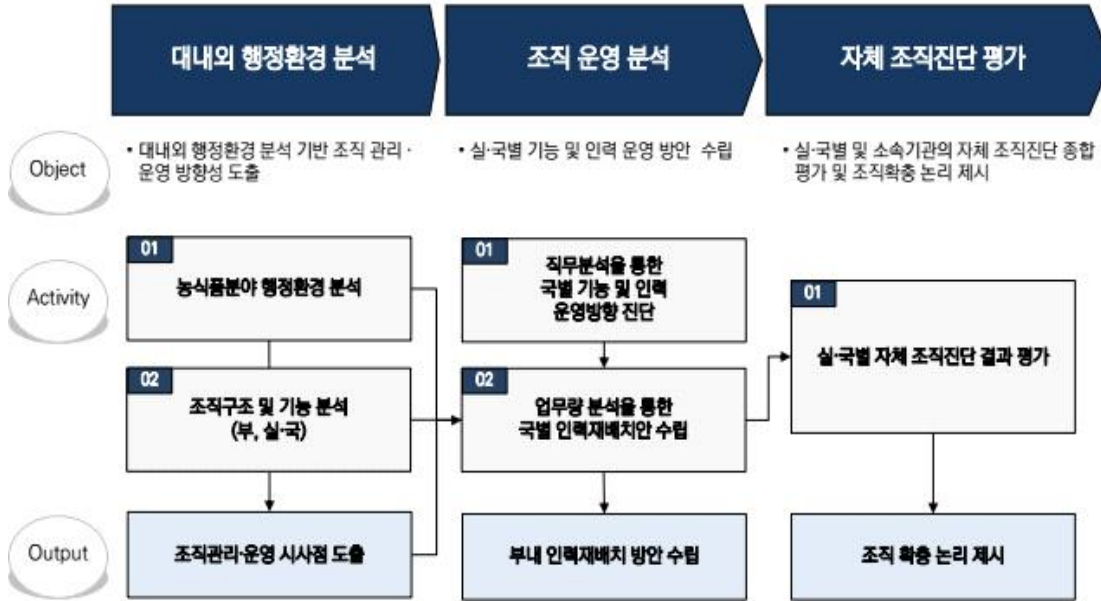 대내외 행정환경 분석
조직 운영 분석
자체 조직진단 평가
Object
• 대내외 행정환경 분석 기반 조직 관리·
운영 방향성 도출
• 실·국별 기능 및 인력 운영 방안 수립
• 실·국별 및 소속기관의 자체 조직진단 종합
평가 및 조직확충 논리 제시
Activity
01
농식품분야 행정환경 분석
02
조직구조 및 기능 분석
(부, 실·국)
01
직무분석을 통한
국별 기능 및 인력
운영방향 진단
02
업무량 분석을 통한
국별 인력재배치안 수립
01
실·국별 자체 조직진단 결과 평가
Output
조직관리·운영 시사점 도출
부내 인력재배치 방안 수립
조직 확충 논리 제시